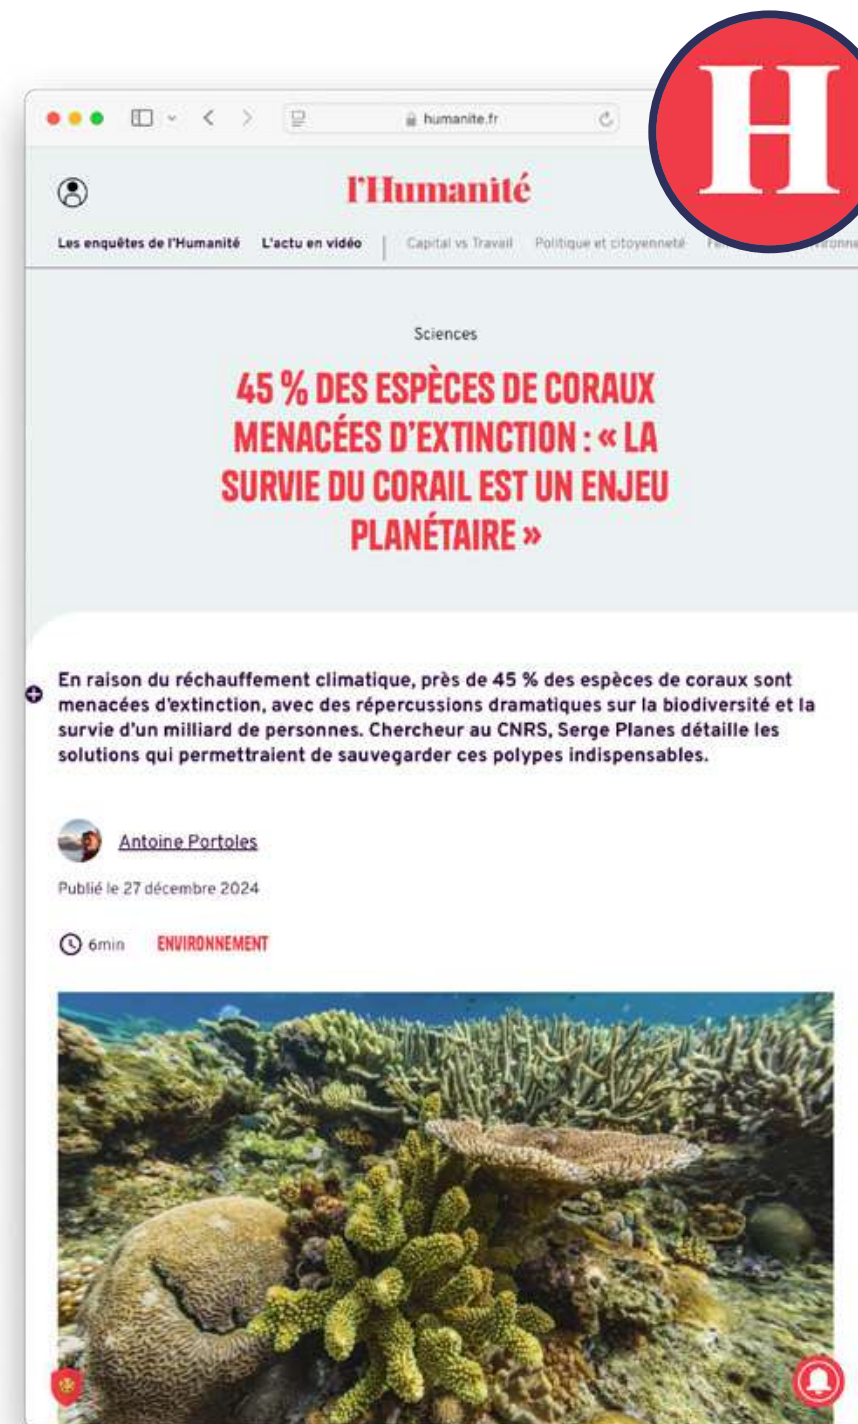 H
humanite.fr
l'Humanité
Les enquêtes de l'Humanité L'actu en vidéo | Capital vs Travail Politique et citoyenneté
Sciences
45 % DES ESPÈCES DE CORAUX
MENACÉES D'EXTINCTION : « LA
SURVIE DU CORAIL EST UN ENJEU
PLANÉTAIRE »
En raison du réchauffement climatique, près de 45 % des espèces de coraux sont
menacées d'extinction, avec des répercussions dramatiques sur la biodiversité et la
survie d'un milliard de personnes. Chercheur au CNRS, Serge Planes détaille les
solutions qui permettraient de sauvegarder ces polypes indispensables.
Antoine Portoles
Publié le 27 décembre 2024
6min ENVIRONNEMENT